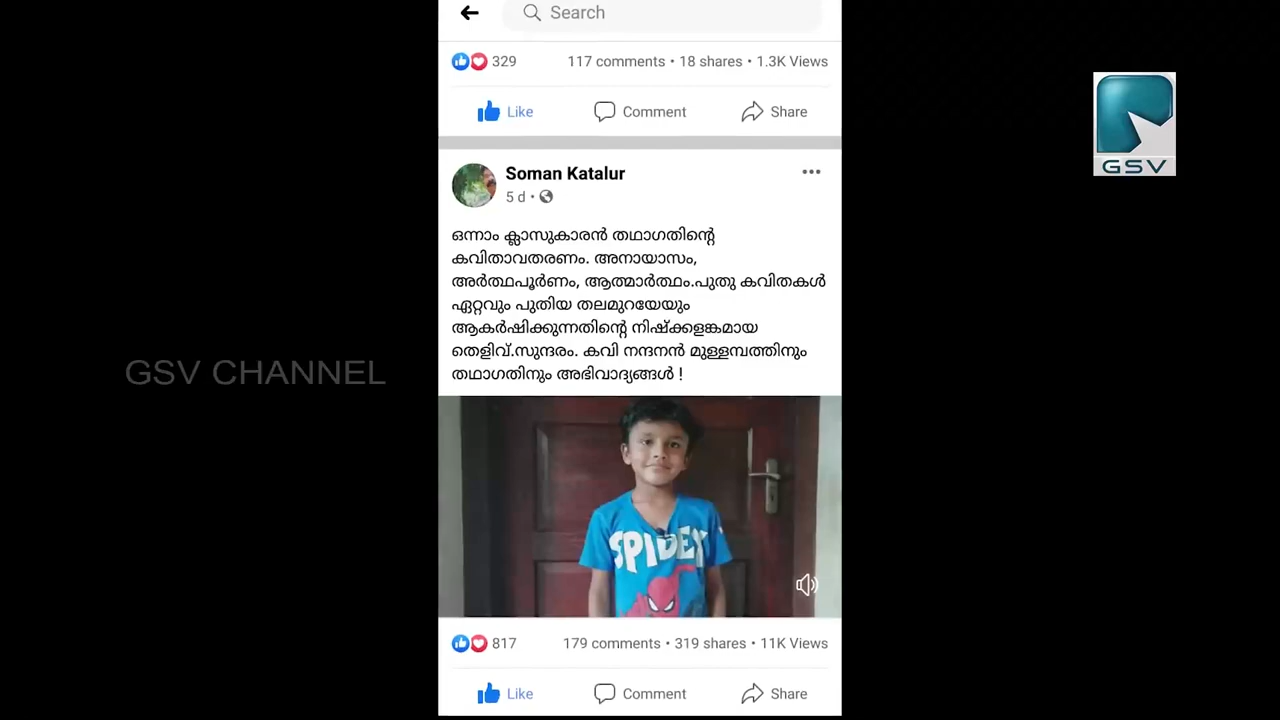 Search
329 117 comments • 18 shares • 1.3K Views
Like Comment Share
GSV
Soman Katalur
5 d •
ഒന്നാം ക്ലാസുകാരൻ തഥാഗതിന്റെ
കവിതാവതരണം. അനായാസം,
അർത്ഥപൂർണം, ആത്മാർത്ഥം.പുതു കവിതകൾ
ഏറ്റവും പുതിയ തലമുറയേയും
ആകർഷിക്കുന്നതിന്റെ നിഷ്ക്കളങ്കമായ
തെളിവ്.സുന്ദരം. കവി നന്ദനൻ മുള്ളമ്പത്തിനും
തഥാഗതിനും അഭിവാദ്യങ്ങൾ !
GSV CHANNEL
SPIDEY
817 179 comments • 319 shares • 11K Views
Like Comment Share